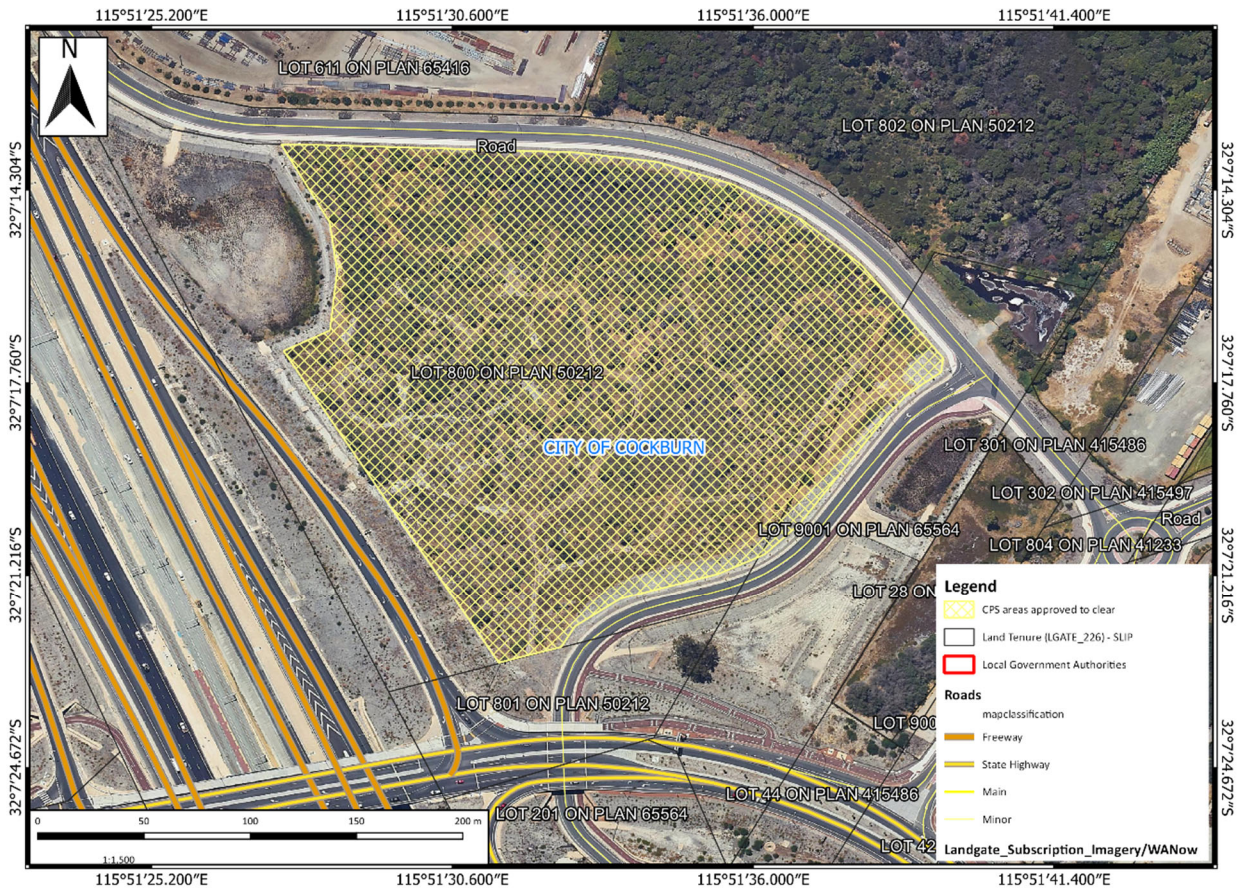 115°51'25.200"E 115°51'30.600"E 115°51'36.000"E 115°51'41.400"E
N
LOT 611 ON PLAN 65416
LOT 802 ON PLAN 50212
Road
32°7'14.304"S
32°7'14.304"S
32°7'17.760"S
32°7'17.760"S
LOT 800 ON PLAN 50212
CITY OF COCKBURN
LOT 301 ON PLAN 415486
LOT 302 ON PLAN 415497
Road
LOT 9001 ON PLAN 65564
LOT 804 ON PLAN 41233
32°7'21.216"S
32°7'21.216"S
LOT 28 ON
LOT 801 ON PLAN 50212
LOT 900
32°7'24.672"S
32°7'24.672"S
LOT 44 ON PLAN 415486
LOT 201 ON PLAN 65564
LOT 42
Legend
CPS areas approved to clear
Land Tenure (LGATE_226) - SLIP
Local Government Authorities
Roads
mapclassification
Freeway
State Highway
Main
Minor
Landgate_Subscription_Imagery/WANow
0 50 100 150 200 m
1:1,500
115°51'25.200"E 115°51'30.600"E 115°51'36.000"E 115°51'41.400"E